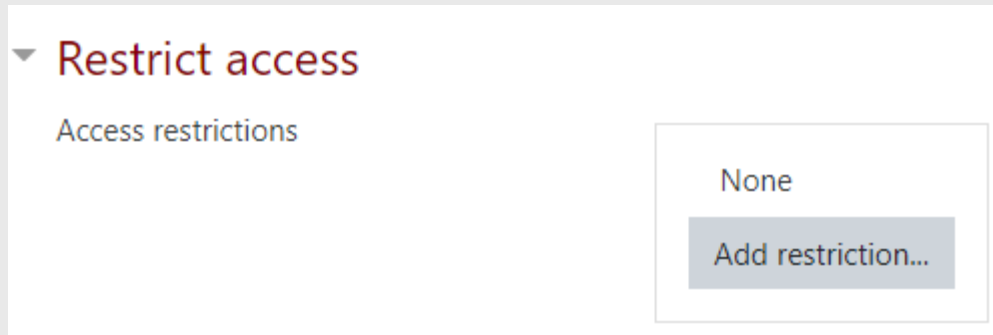 Restrict access
Access restrictions
None
Add restriction...